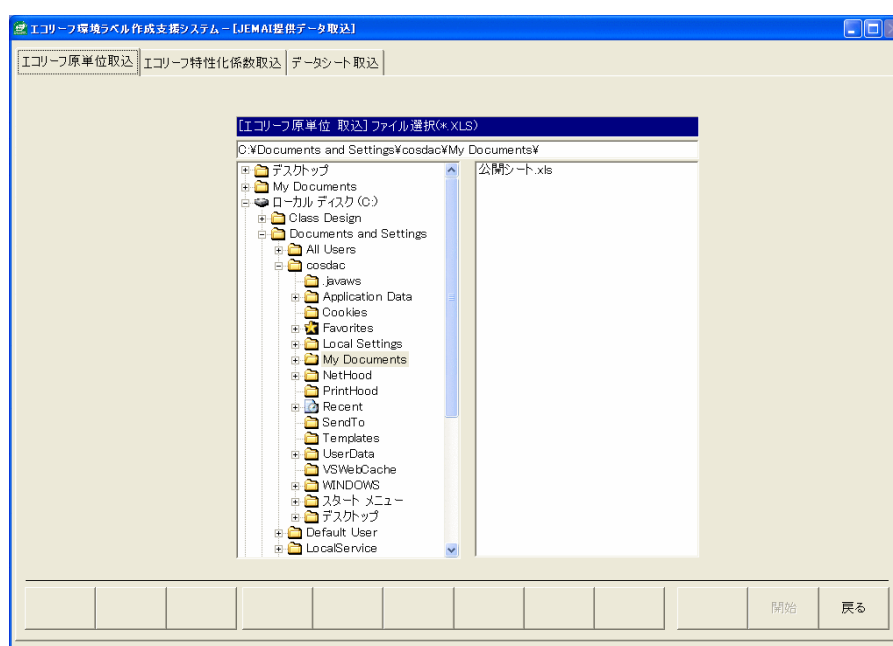 エコリーフ環境ラベル作成支援システム－[JEMAI提供データ取込]
エコリーフ原単位取込 エコリーフ特性化係数取込 データシート取込
[エコリーフ原単位 取込] ファイル選択(*.XLS)
C:¥Documents and Settings¥cosdac¥My Documents¥
デスクトップ
公開シート.xls
My Documents
ローカル ディスク (C:)
Class Design
Documents and Settings
All Users
cosdac
.javaws
Application Data
Cookies
Favorites
Local Settings
My Documents
NetHood
PrintHood
Recent
SendTo
Templates
UserData
VSWebCache
WINDOWS
スタート メニュー
デスクトップ
Default User
LocalService
開始 戻る